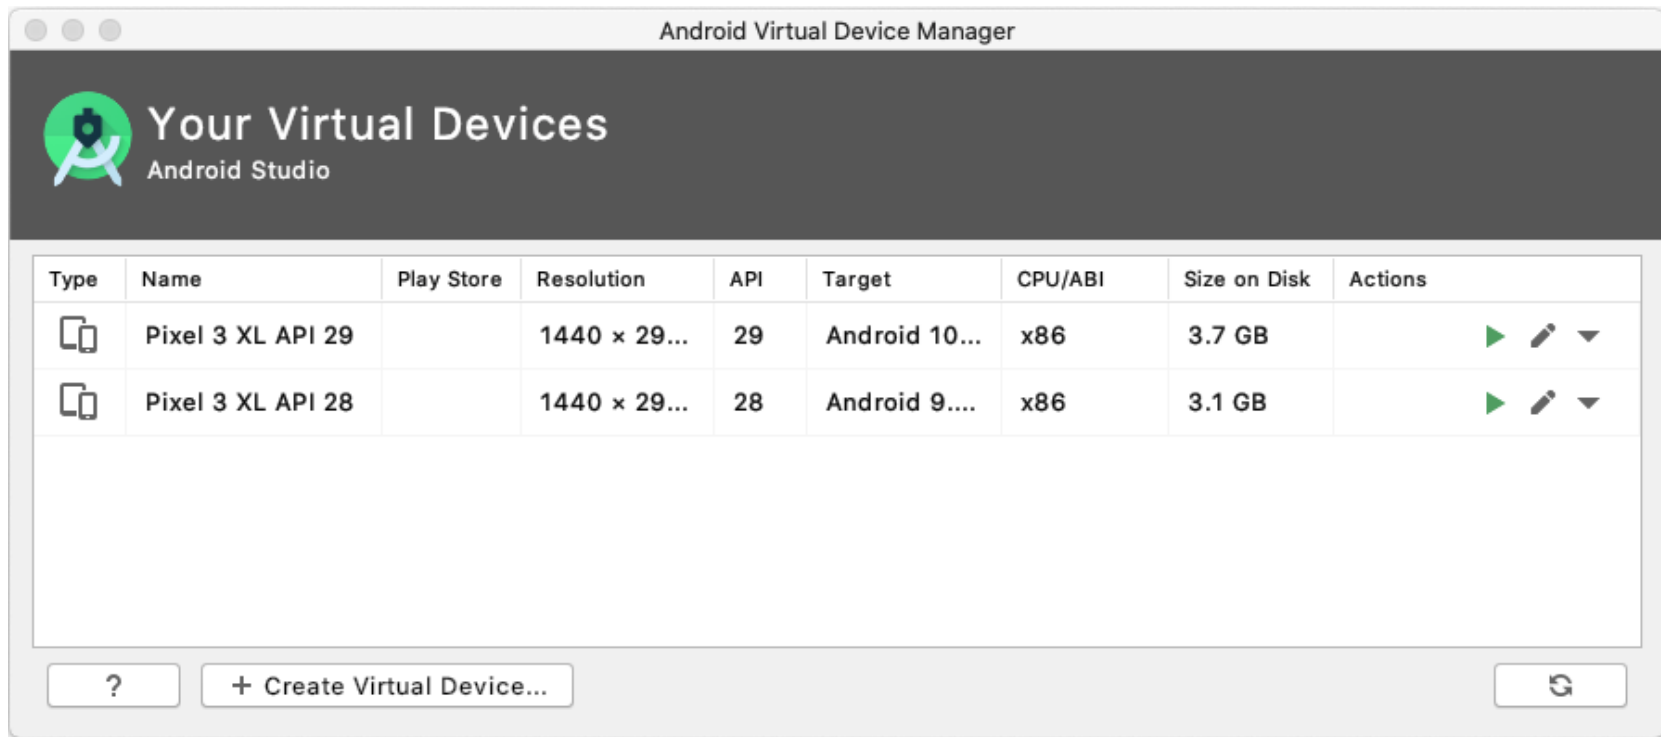 Android Virtual Device Manager
Your Virtual Devices
Android Studio
Type Name Play Store Resolution API Target CPU/ABI Size on Disk Actions
Pixel 3 XL API 29 1440 × 29... 29 Android 10... x86 3.7 GB
Pixel 3 XL API 28 1440 × 29... 28 Android 9.... x86 3.1 GB
? + Create Virtual Device...